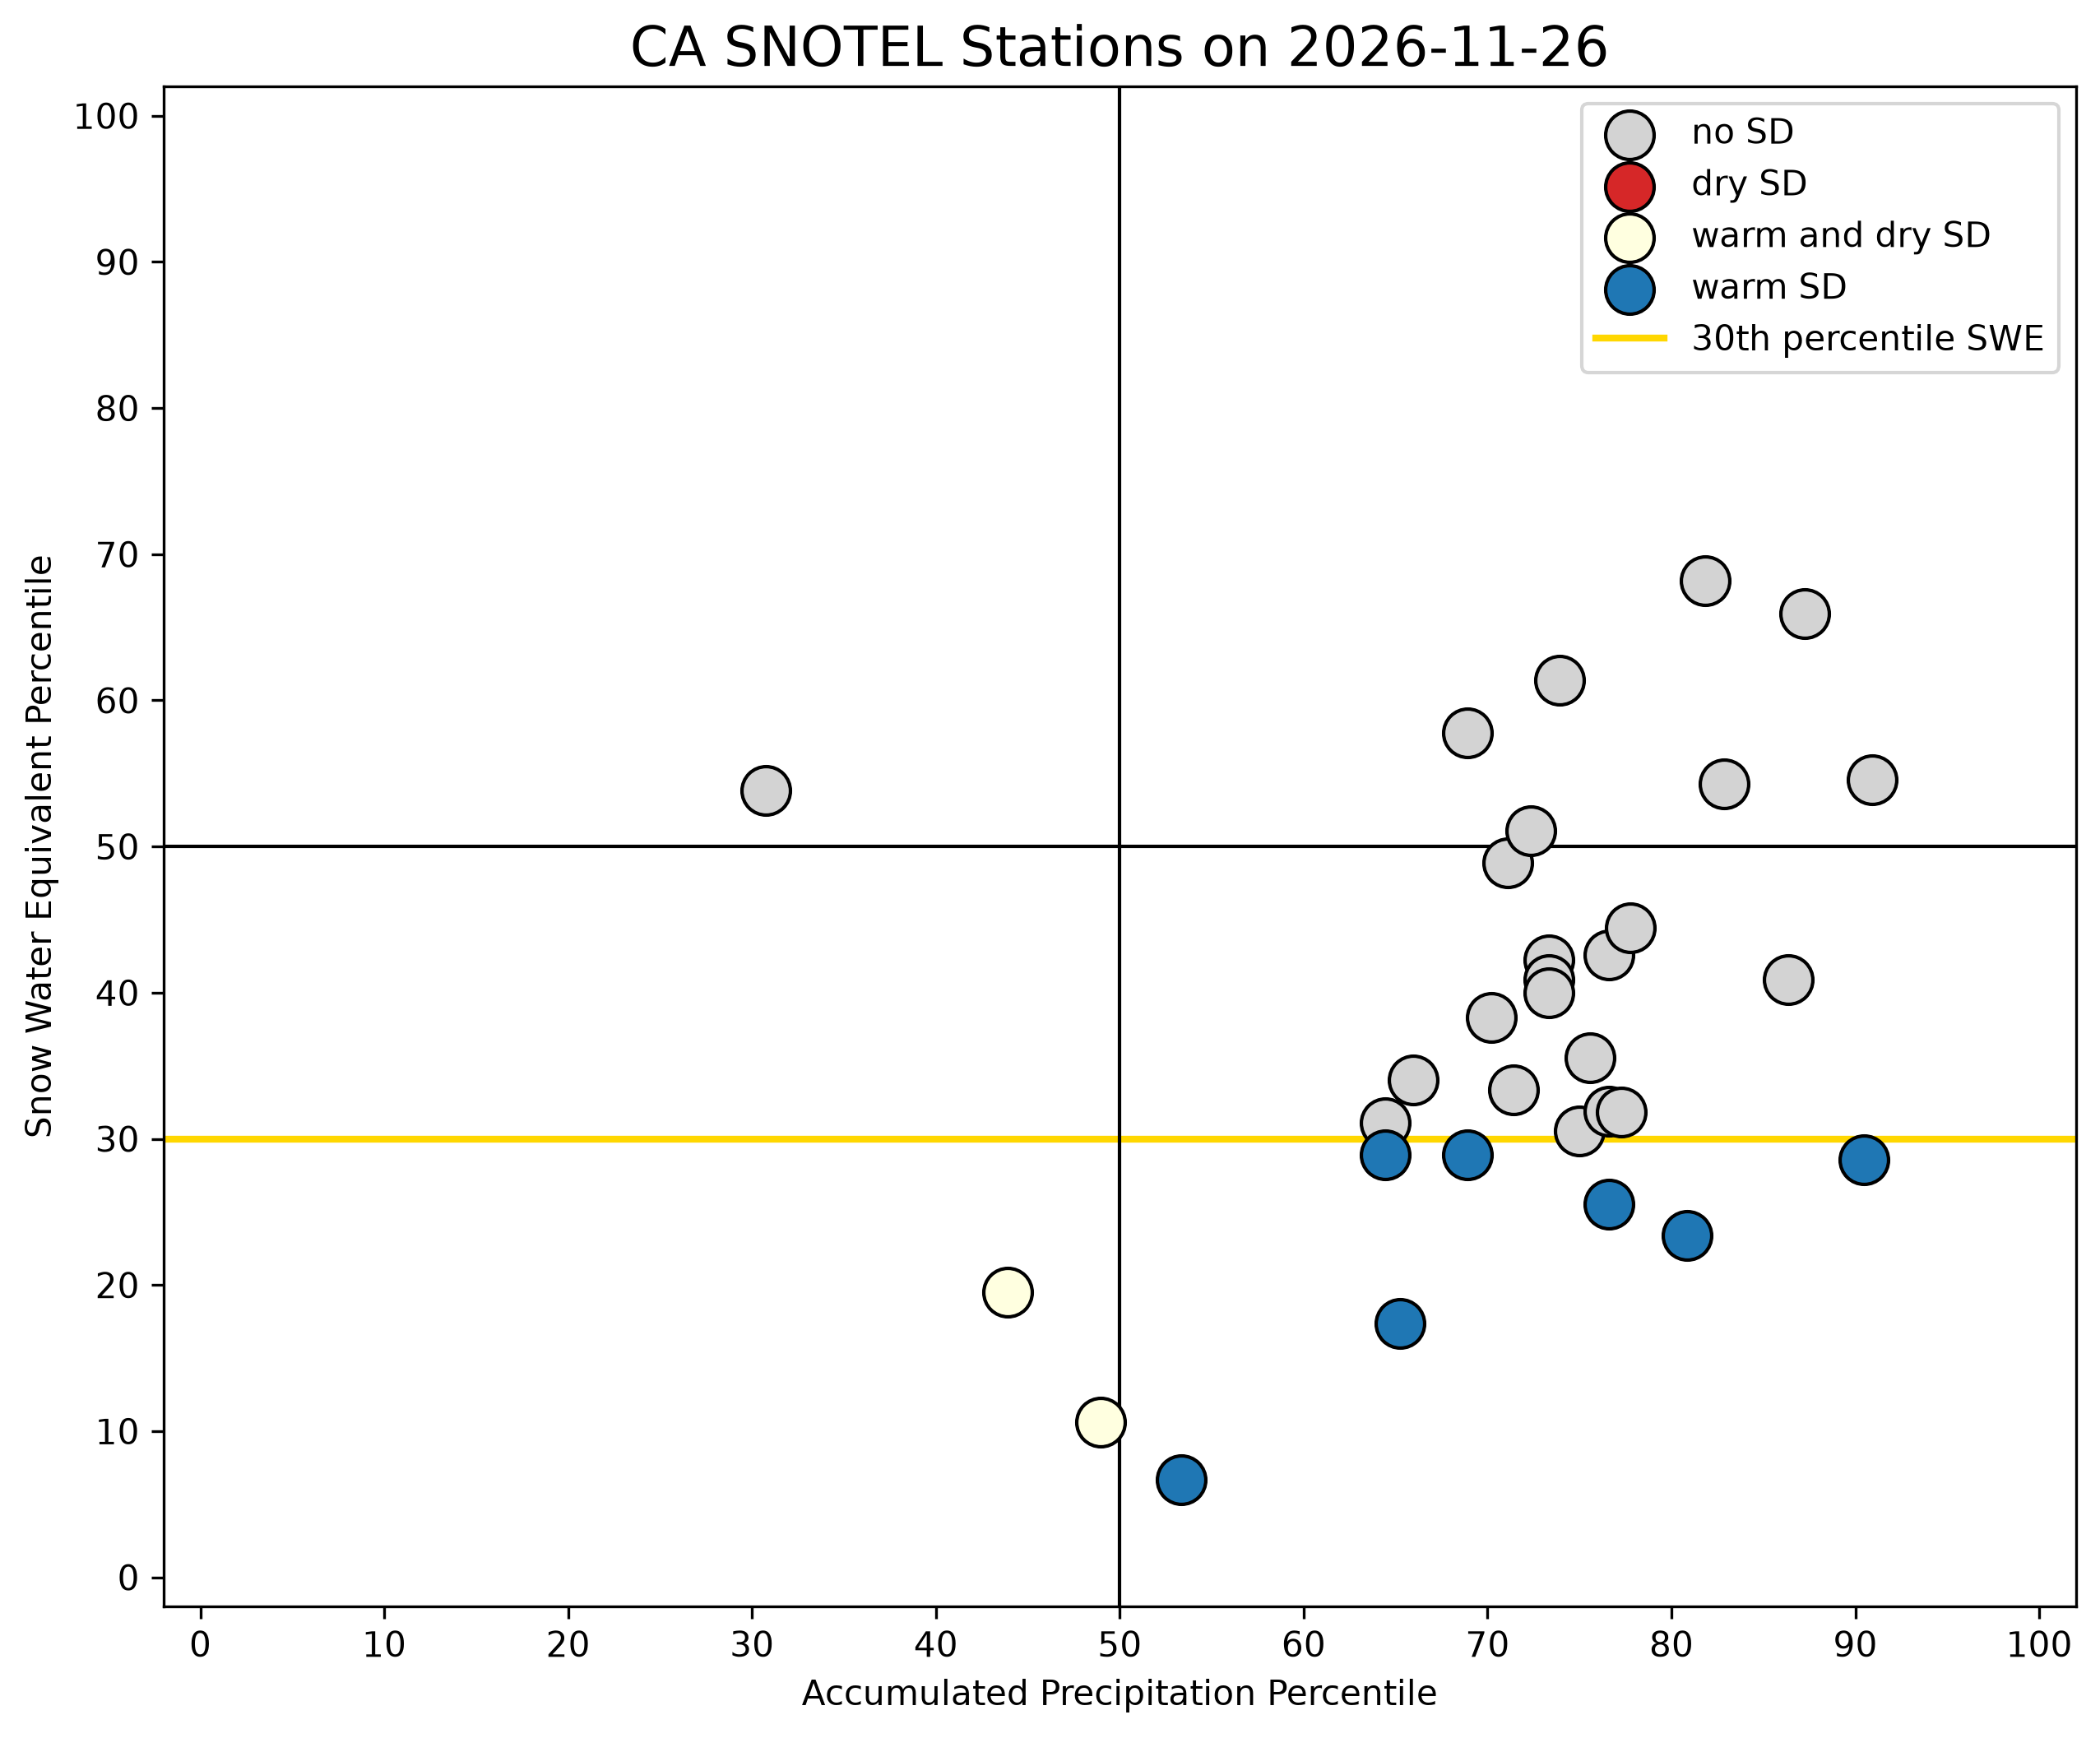 CA SNOTEL Stations on 2026-11-26
no SD
dry SD
warm and dry SD
warm SD
30th percentile SWE
Snow Water Equivalent Percentile
100
90
80
70
60
50
40
30
20
10
0
0 10 20 30 40 50 60 70 80 90 100
Accumulated Precipitation Percentile